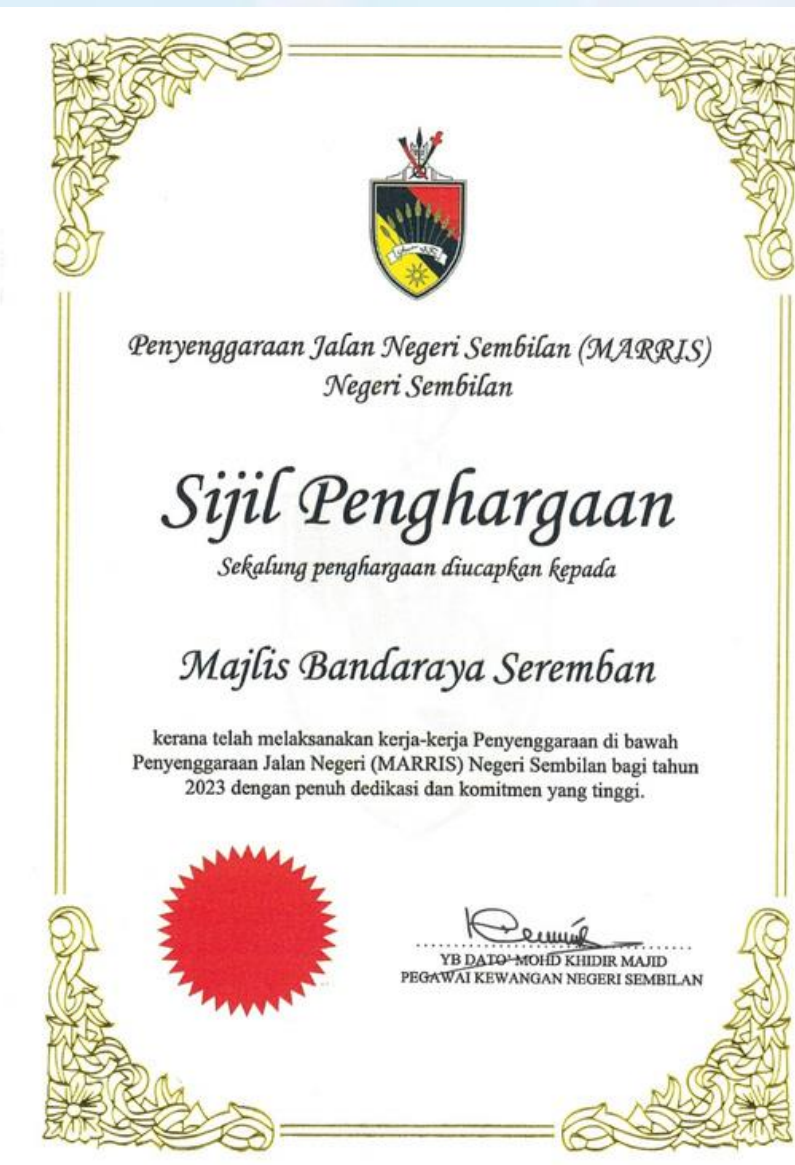 Penyenggaraan Jalan Negeri Sembilan (MARRIS)
Negeri Sembilan
Sijil Penghargaan
Sekalung penghargaan diucapkan kepada
Majlis Bandaraya Seremban
kerana telah melaksanakan kerja-kerja Penyenggaraan di bawah
Penyenggaraan Jalan Negeri (MARRIS) Negeri Sembilan bagi tahun
2023 dengan penuh dedikasi dan komitmen yang tinggi.
YB DATO' MOHD KHIDIR MAJID
PEGAWAI KEWANGAN NEGERI SEMBILAN